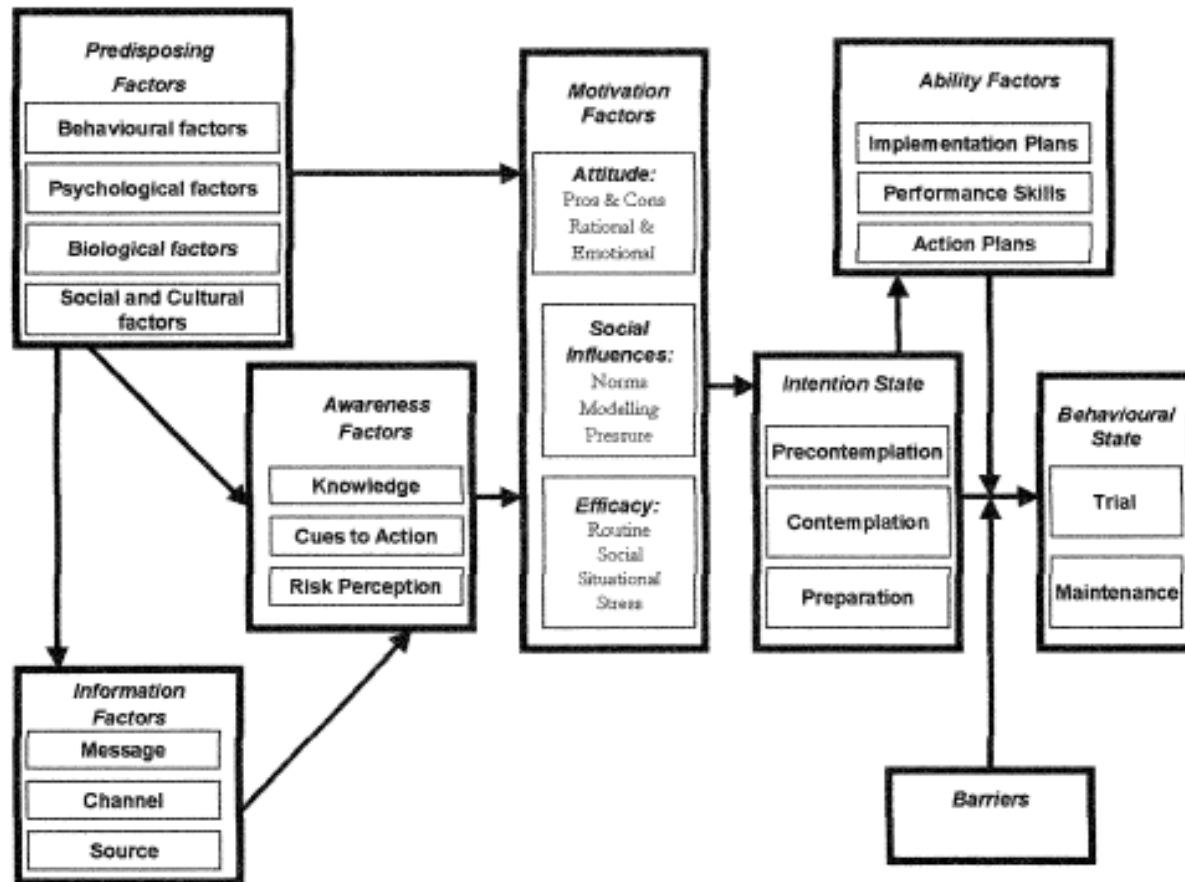 Predisposing
Factors
Behavioural factors
Psychological factors
Biological factors
Social and Cultural
factors
Information
Factors
Message
Channel
Source
Awareness
Factors
Knowledge
Cues to Action
Risk Perception
Motivation
Factors
Attitude:
Pros & Cons
Rational &
Emotional
Social
Influences:
Norms
Modelling
Pressure
Efficacy:
Routine
Social
Situational
Stress
Intention State
Precontemplation
Contemplation
Preparation
Ability Factors
Implementation Plans
Performance Skills
Action Plans
Barriers
Behavioural
State
Trial
Maintenance